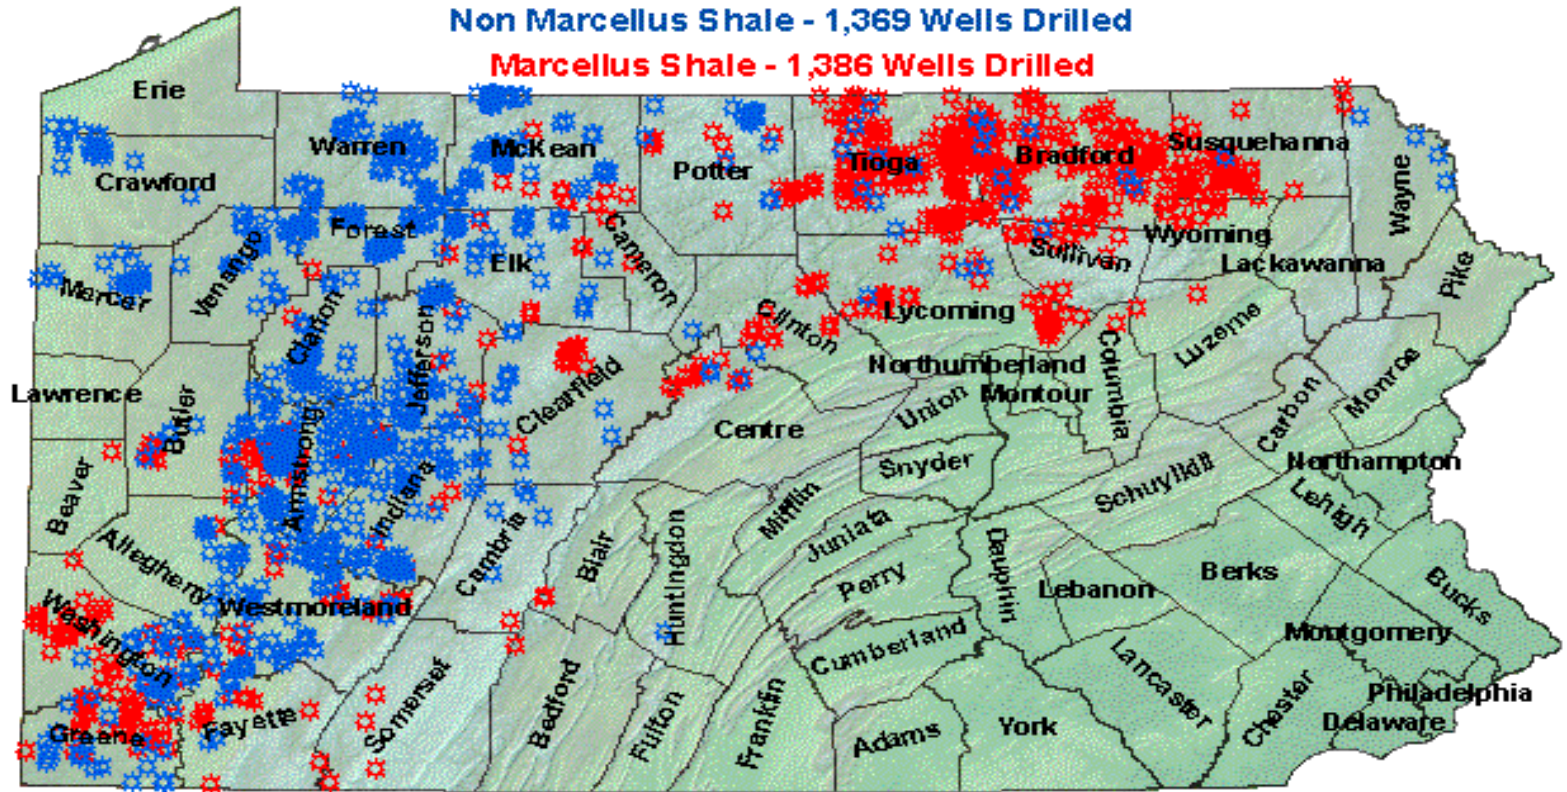 Non Marcellus Shale - 1,369 Wells Drilled
Marcellus Shale - 1,386 Wells Drilled
Erie
Warren
McKean
Potter
Tioga
Bradford
Susquehanna
Wayne
Crawford
Forest
Venango
Elk
Cameron
Sullivan
Wyoming
Lackawanna
Pike
Mercer
Clarion
Jefferson
Clinton
Lycoming
Luzerne
Lawrence
Butler
Clearfield
Centre
Northumberland
Union
Montour
Columbia
Carbon
Monroe
Beaver
Armstrong
Indiana
Snyder
Mifflin
Schuylkill
Northampton
Lehigh
Allegheny
Cambria
Blair
Huntingdon
Juniata
Perry
Dauphin
Lebanon
Berks
Bucks
Washington
Westmoreland
Cumberland
Montgomery
Greene
Fayette
Somerset
Bedford
Fulton
Franklin
Adams
York
Lancaster
Chester
Delaware
Philadelphia